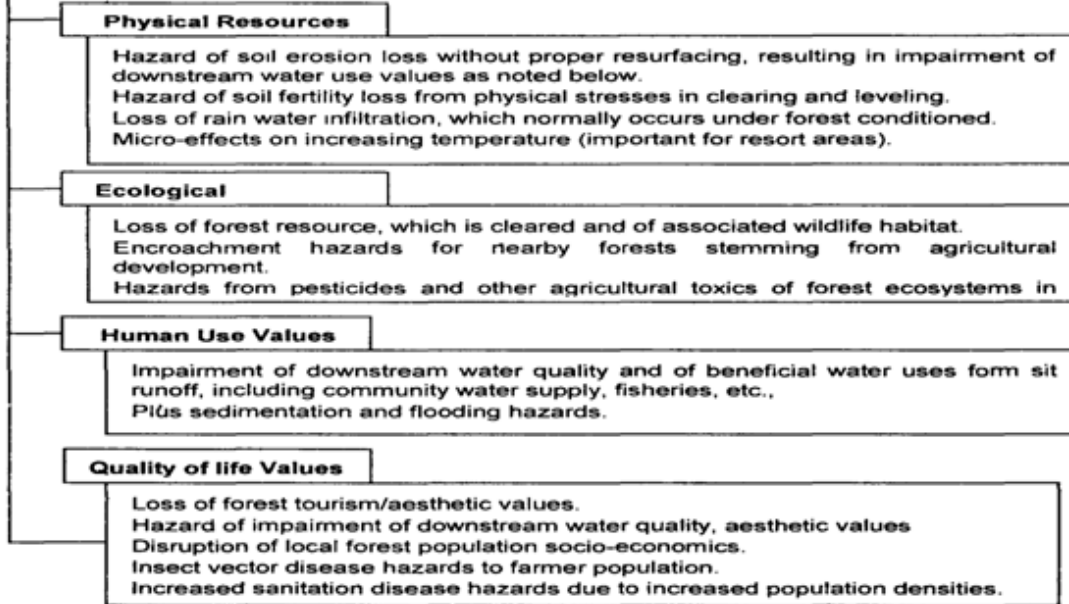 Physical Resources
Hazard of soil erosion loss without proper resurfacing, resulting in impairment of
downstream water use values as noted below.
Hazard of soil fertility loss from physical stresses in clearing and leveling.
Loss of rain water infiltration, which normally occurs under forest conditioned.
Micro-effects on increasing temperature (important for resort areas).
Ecological
Loss of forest resource, which is cleared and of associated wildlife habitat.
Encroachment hazards for nearby forests stemming from agricultural
development.
Hazards from pesticides and other agricultural toxics of forest ecosystems in
Human Use Values
Impairment of downstream water quality and of beneficial water uses form sit
runoff, including community water supply, fisheries, etc.,
Plus sedimentation and flooding hazards.
Quality of life Values
Loss of forest tourism/aesthetic values.
Hazard of impairment of downstream water quality, aesthetic values
Disruption of local forest population socio-economics.
Insect vector disease hazards to farmer population.
Increased sanitation disease hazards due to increased population densities.